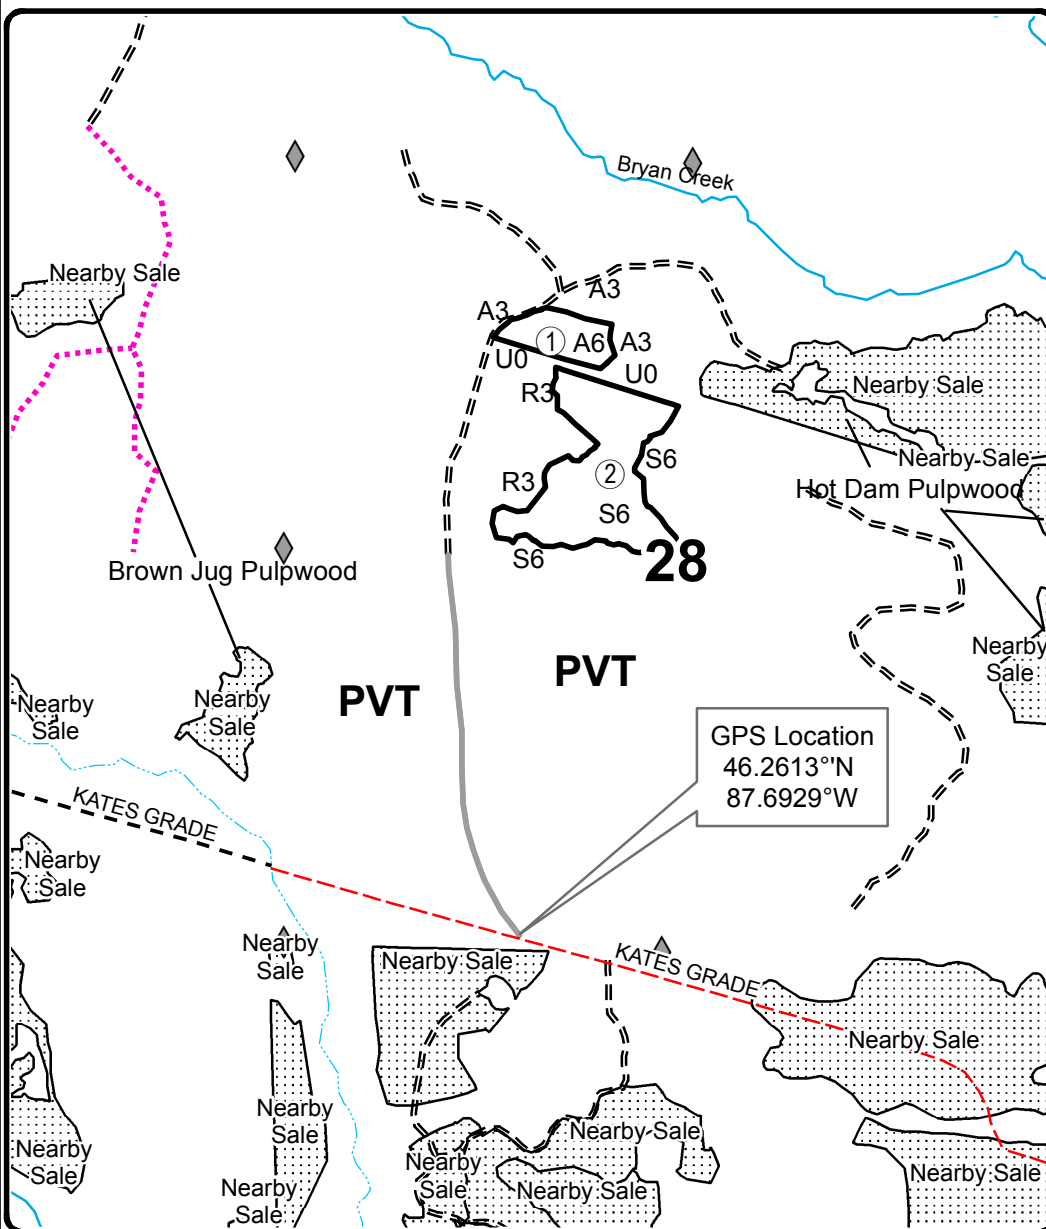 Bryan Creek
Nearby Sale
A3
A3
1
A6
A3
U0
U0
R3
Nearby Sale
S6
Nearby Sale
2
R3
Hot Dam Pulpwood
S6
S6
28
Brown Jug Pulpwood
Nearby
Sale
PVT
PVT
Nearby
Sale
Nearby
Sale
GPS Location
46.2613°'N
87.6929°W
KATES GRADE
Nearby
Sale
Nearby
Sale
Nearby Sale
KATES GRADE
Nearby Sale
Nearby
Sale
Nearby Sale
Nearby
Sale
Nearby
Sale
Nearby Sale
Nearby
Sale
Nearby Sale